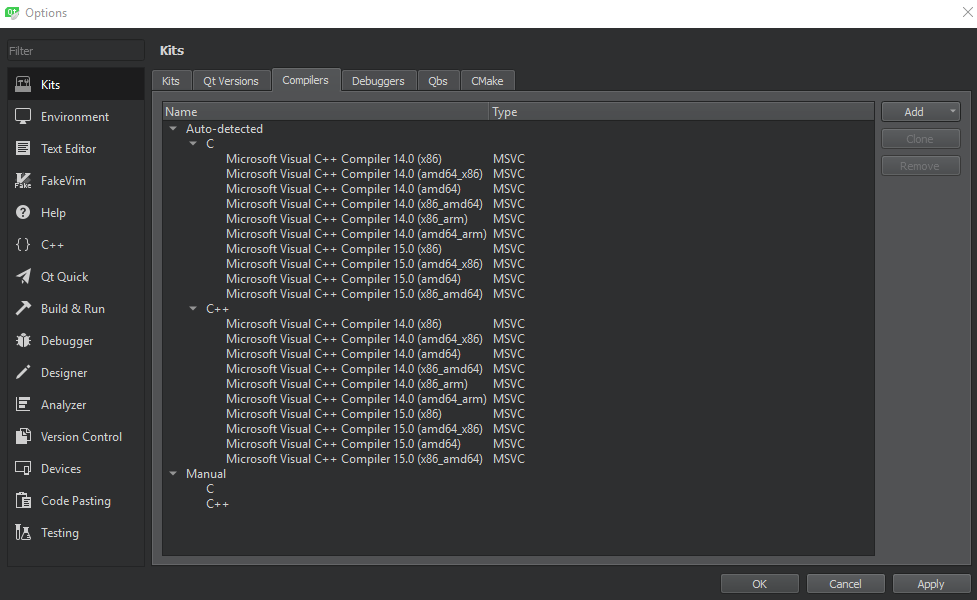 Options
Filter
Kits
Environment
Text Editor
FakeVim
Help
C++
Qt Quick
Build & Run
Debugger
Designer
Analyzer
Version Control
Devices
Code Pasting
Testing
Kits
Kits Qt Versions Compilers Debuggers Qbs CMake
Name Type
Auto-detected
C
Microsoft Visual C++ Compiler 14.0 (x86) MSVC
Microsoft Visual C++ Compiler 14.0 (amd64_x86) MSVC
Microsoft Visual C++ Compiler 14.0 (amd64) MSVC
Microsoft Visual C++ Compiler 14.0 (x86_amd64) MSVC
Microsoft Visual C++ Compiler 14.0 (x86_arm) MSVC
Microsoft Visual C++ Compiler 14.0 (amd64_arm) MSVC
Microsoft Visual C++ Compiler 15.0 (x86) MSVC
Microsoft Visual C++ Compiler 15.0 (amd64_x86) MSVC
Microsoft Visual C++ Compiler 15.0 (amd64) MSVC
Microsoft Visual C++ Compiler 15.0 (x86_amd64) MSVC
C++
Microsoft Visual C++ Compiler 14.0 (x86) MSVC
Microsoft Visual C++ Compiler 14.0 (amd64_x86) MSVC
Microsoft Visual C++ Compiler 14.0 (amd64) MSVC
Microsoft Visual C++ Compiler 14.0 (x86_amd64) MSVC
Microsoft Visual C++ Compiler 14.0 (x86_arm) MSVC
Microsoft Visual C++ Compiler 14.0 (amd64_arm) MSVC
Microsoft Visual C++ Compiler 15.0 (x86) MSVC
Microsoft Visual C++ Compiler 15.0 (amd64_x86) MSVC
Microsoft Visual C++ Compiler 15.0 (amd64) MSVC
Microsoft Visual C++ Compiler 15.0 (x86_amd64) MSVC
Manual
C
C++
Add
Clone
Remove
OK Cancel Apply